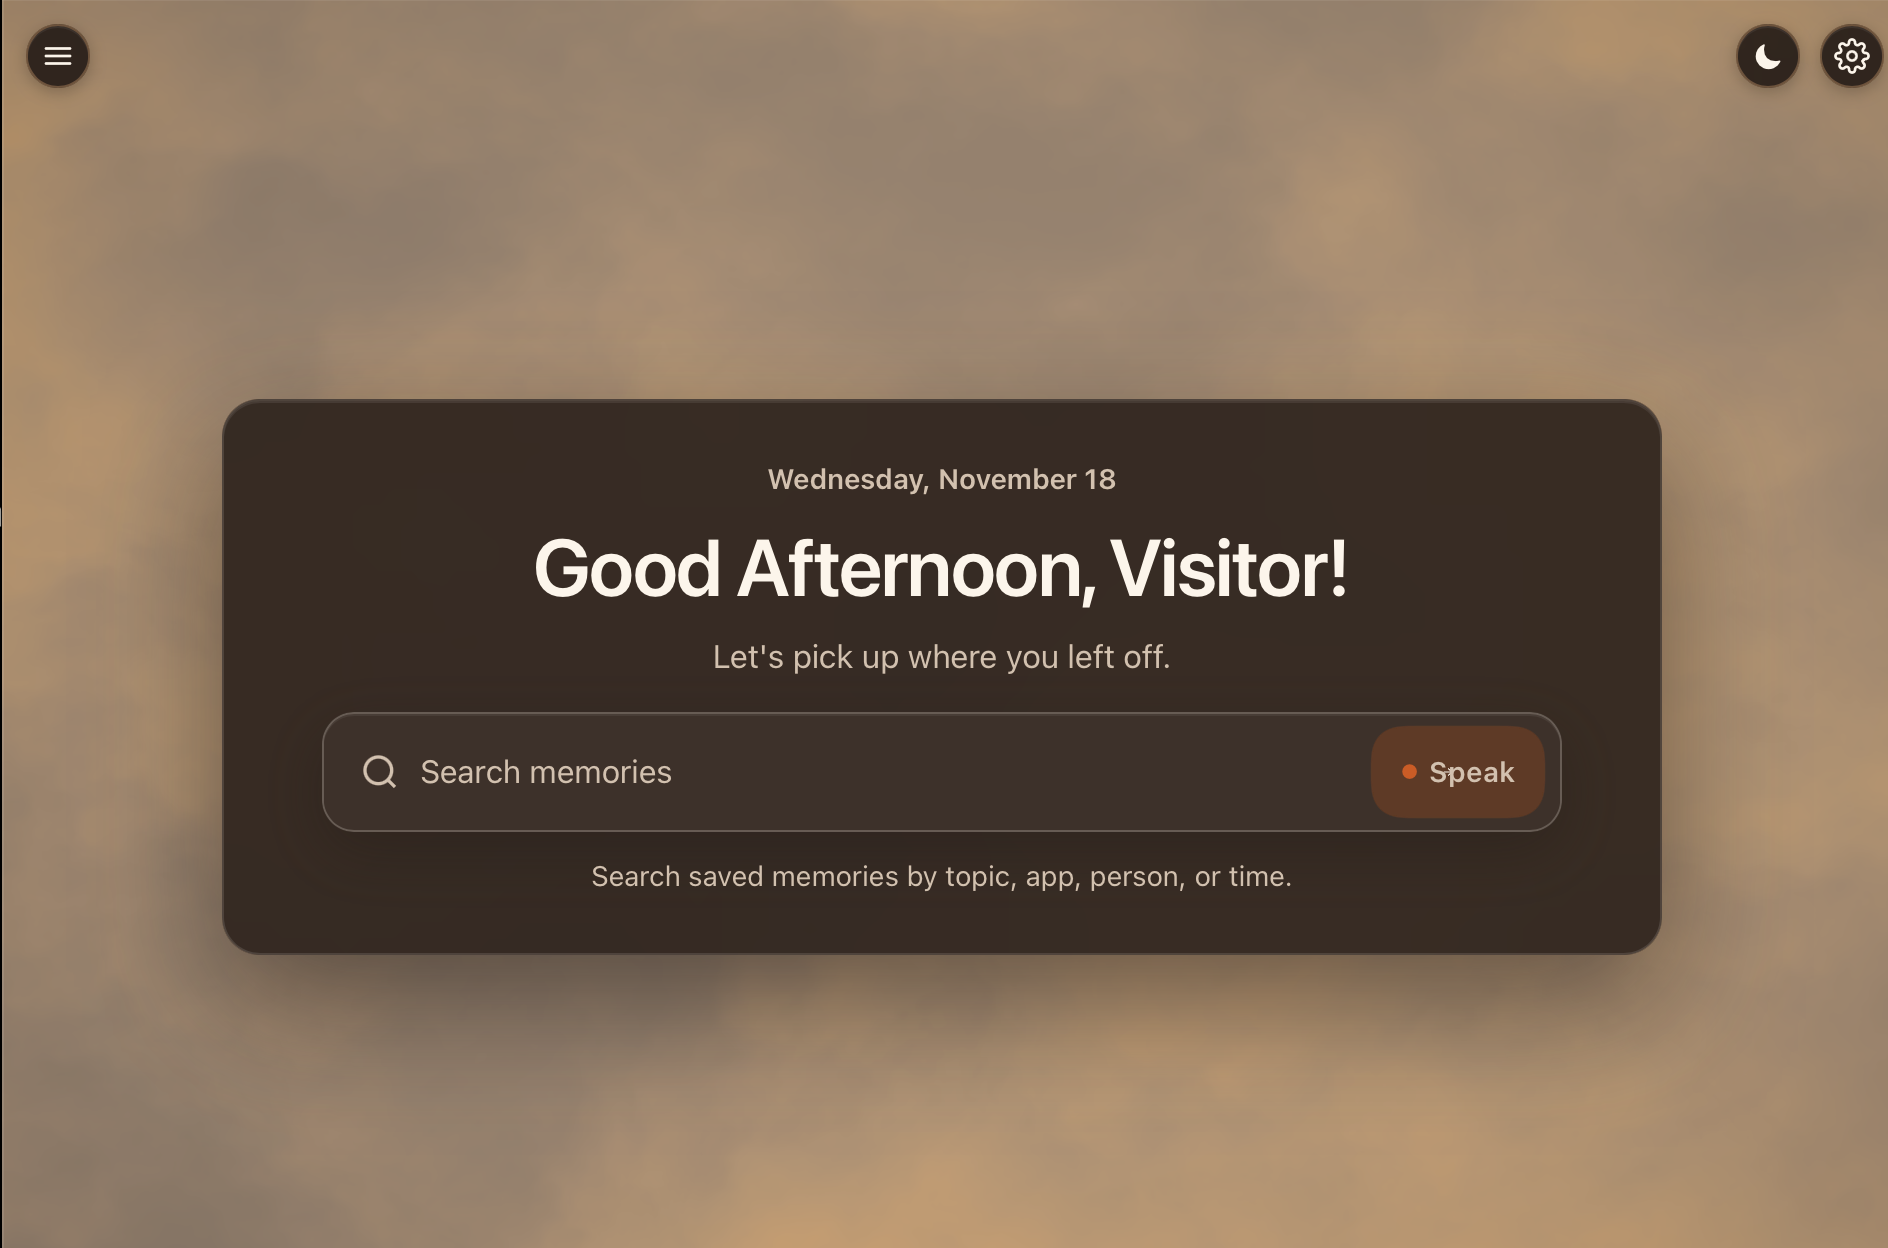 Wednesday, November 18
Good Afternoon, Visitor!
Let's pick up where you left off.
Search memories
Speak
Search saved memories by topic, app, person, or time.